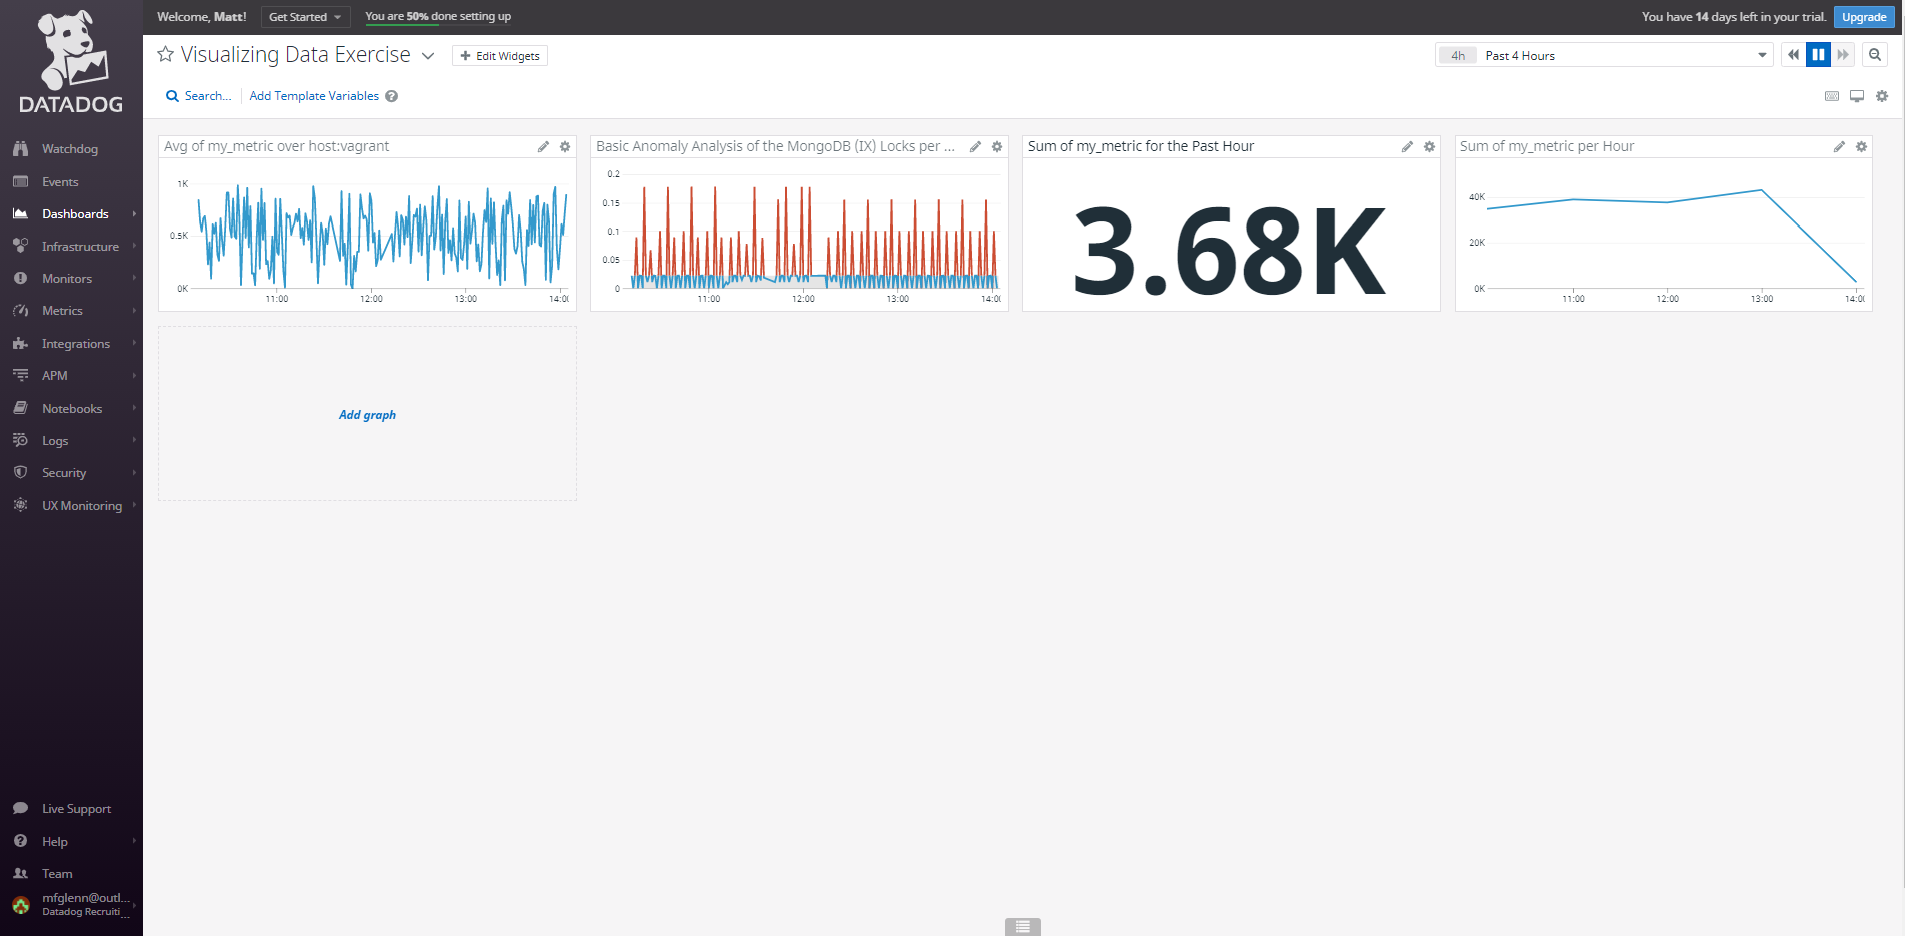 DATADOG
Watchdog
Events
Dashboards
Infrastructure
Monitors
Metrics
Integrations
APM
Notebooks
Logs
Security
UX Monitoring
Live Support
Help
Team
mfglenn@outl...
Datadog Recruiti...
Welcome, Matt! Get Started You are 50% done setting up You have 14 days left in your trial. Upgrade
Visualizing Data Exercise + Edit Widgets 4h Past 4 Hours
Search... Add Template Variables ?
Avg of my_metric over host:vagrant
1K
0.5K
0K
11:00 12:00 13:00 14:00
Basic Anomaly Analysis of the MongoDB (IX) Locks per ...
0.2
0.15
0.1
0.05
0
11:00 12:00 13:00 14:00
Sum of my_metric for the Past Hour
3.68K
Sum of my_metric per Hour
40K
20K
0K
11:00 12:00 13:00 14:00
Add graph